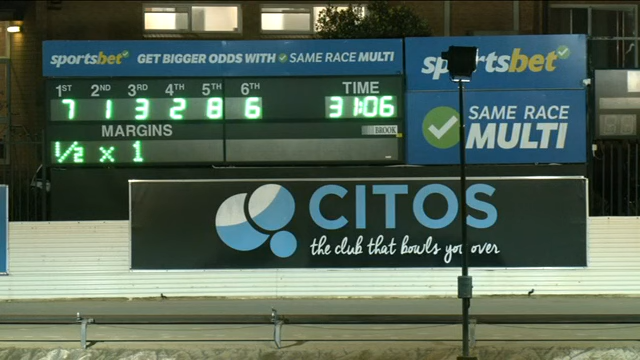 sportsbet GET BIGGER ODDS WITH SAME RACE MULTI
sportsbet
1ST 2ND 3RD 4TH 5TH 6TH TIME
7 1 3 2 8 6 31:06
BROOK
MARGINS
1/2 x 1
SAME RACE
MULTI
CITOS
the club that bowls you over